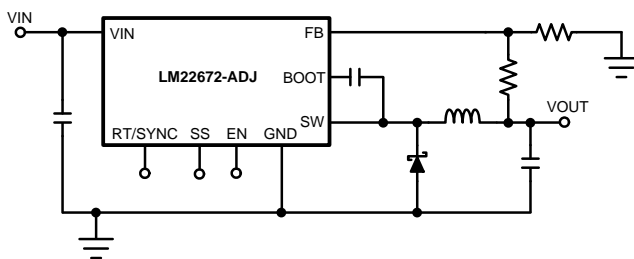 VIN
VIN
FB
LM22672-ADJ
BOOT
SW
VOUT
RT/SYNC
SS
EN
GND